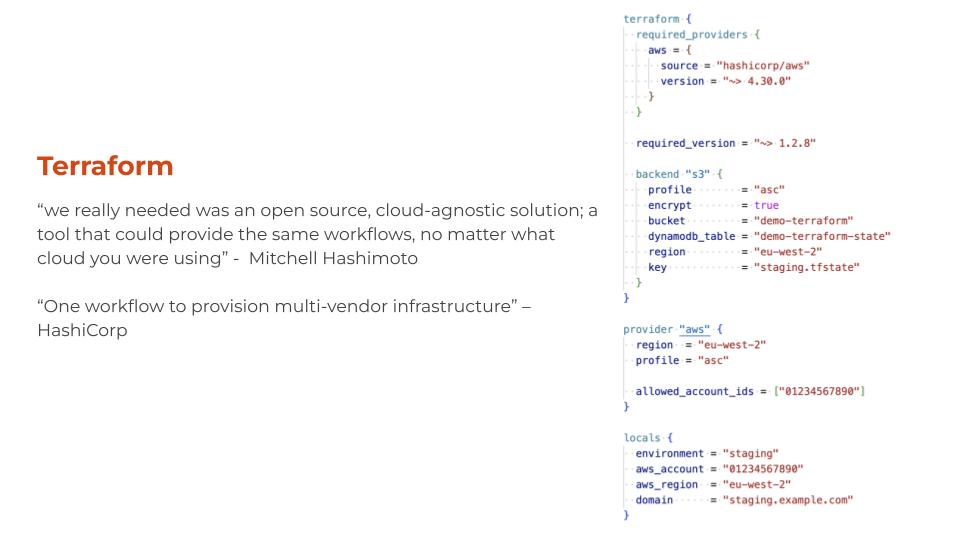 Terraform
“we really needed was an open source, cloud-agnostic solution; a
tool that could provide the same workflows, no matter what
cloud you were using” -  Mitchell Hashimoto
“One workflow to provision multi-vendor infrastructure” –
HashiCorp
terraform {
  required_providers {
    aws = {
      source = "hashicorp/aws"
      version = "~> 4.30.0"
    }
  }
  required_version = "~> 1.2.8"
  backend "s3" {
    profile        = "asc"
    encrypt        = true
    bucket         = "demo-terraform"
    dynamodb_table = "demo-terraform-state"
    region         = "eu-west-2"
    key            = "staging.tfstate"
  }
}
provider "aws" {
  region  = "eu-west-2"
  profile = "asc"
  allowed_account_ids = ["01234567890"]
}
locals {
  environment = "staging"
  aws_account = "01234567890"
  aws_region  = "eu-west-2"
  domain      = "staging.example.com"
}